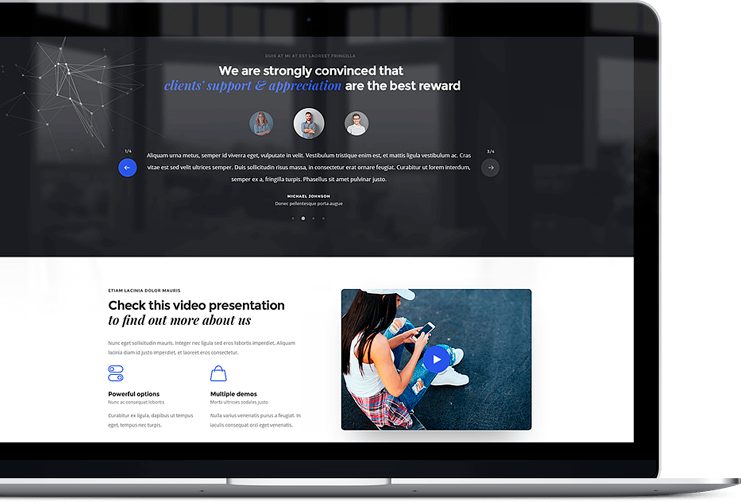 DUIS AT MI AT EST LAOREET FRINGILLA
We are strongly convinced that
clients' support & appreciation are the best reward
1/4
3/4
Aliquam urna metus, semper id viverra eget, vulputate in velit. Vestibulum tristique enim est, et mattis ligula vestibulum ac. Cras
vitae est sed velit ultrices semper. Duis sollicitudin risus massa, in consectetur erat ornare feugiat. Curabitur ut lorem interdum,
semper ex a, fringilla turpis. Phasellus sit amet pulvinar justo.
MICHAEL JOHNSON
Donec pellentesque porta augue
ETIAM LACINIA DOLOR MAURIS
Check this video presentation
to find out more about us
Nunc eget sollicitudin mauris. Integer nec ligula sed eros lobortis imperdiet. Aliquam
lacinia diam id justo imperdiet, et laoreet eros consectetur.
Powerful options
Nunc ac consequat lobortis
Curabitur ex ligula, dapibus ut tempus
eget, tempus nec turpis.
Multiple demos
Morbi ultrices sodales justo
Nulla varius venenatis purus a feugiat. In
iaculis consequat orci eget venenatis.